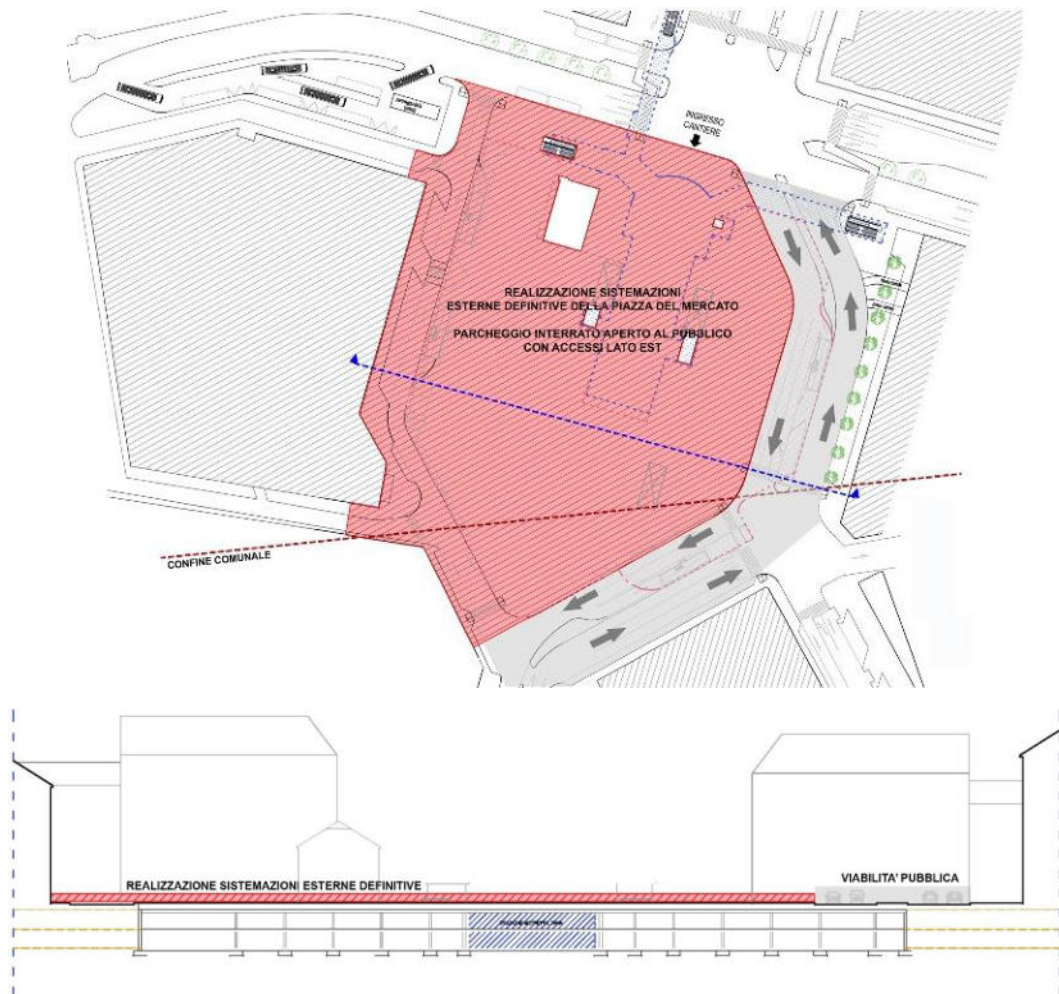 INGRESSO
CANTIERE
REALIZZAZIONE SISTEMAZIONI
ESTERNE DEFINITIVE DELLA PIAZZA DEL MERCATO
PARCHEGGIO INTERRATO APERTO AL PUBBLICO
CON ACCESSI LATO EST
CONFINE COMUNALE
REALIZZAZIONE SISTEMAZIONI ESTERNE DEFINITIVE
VIABILITA' PUBBLICA